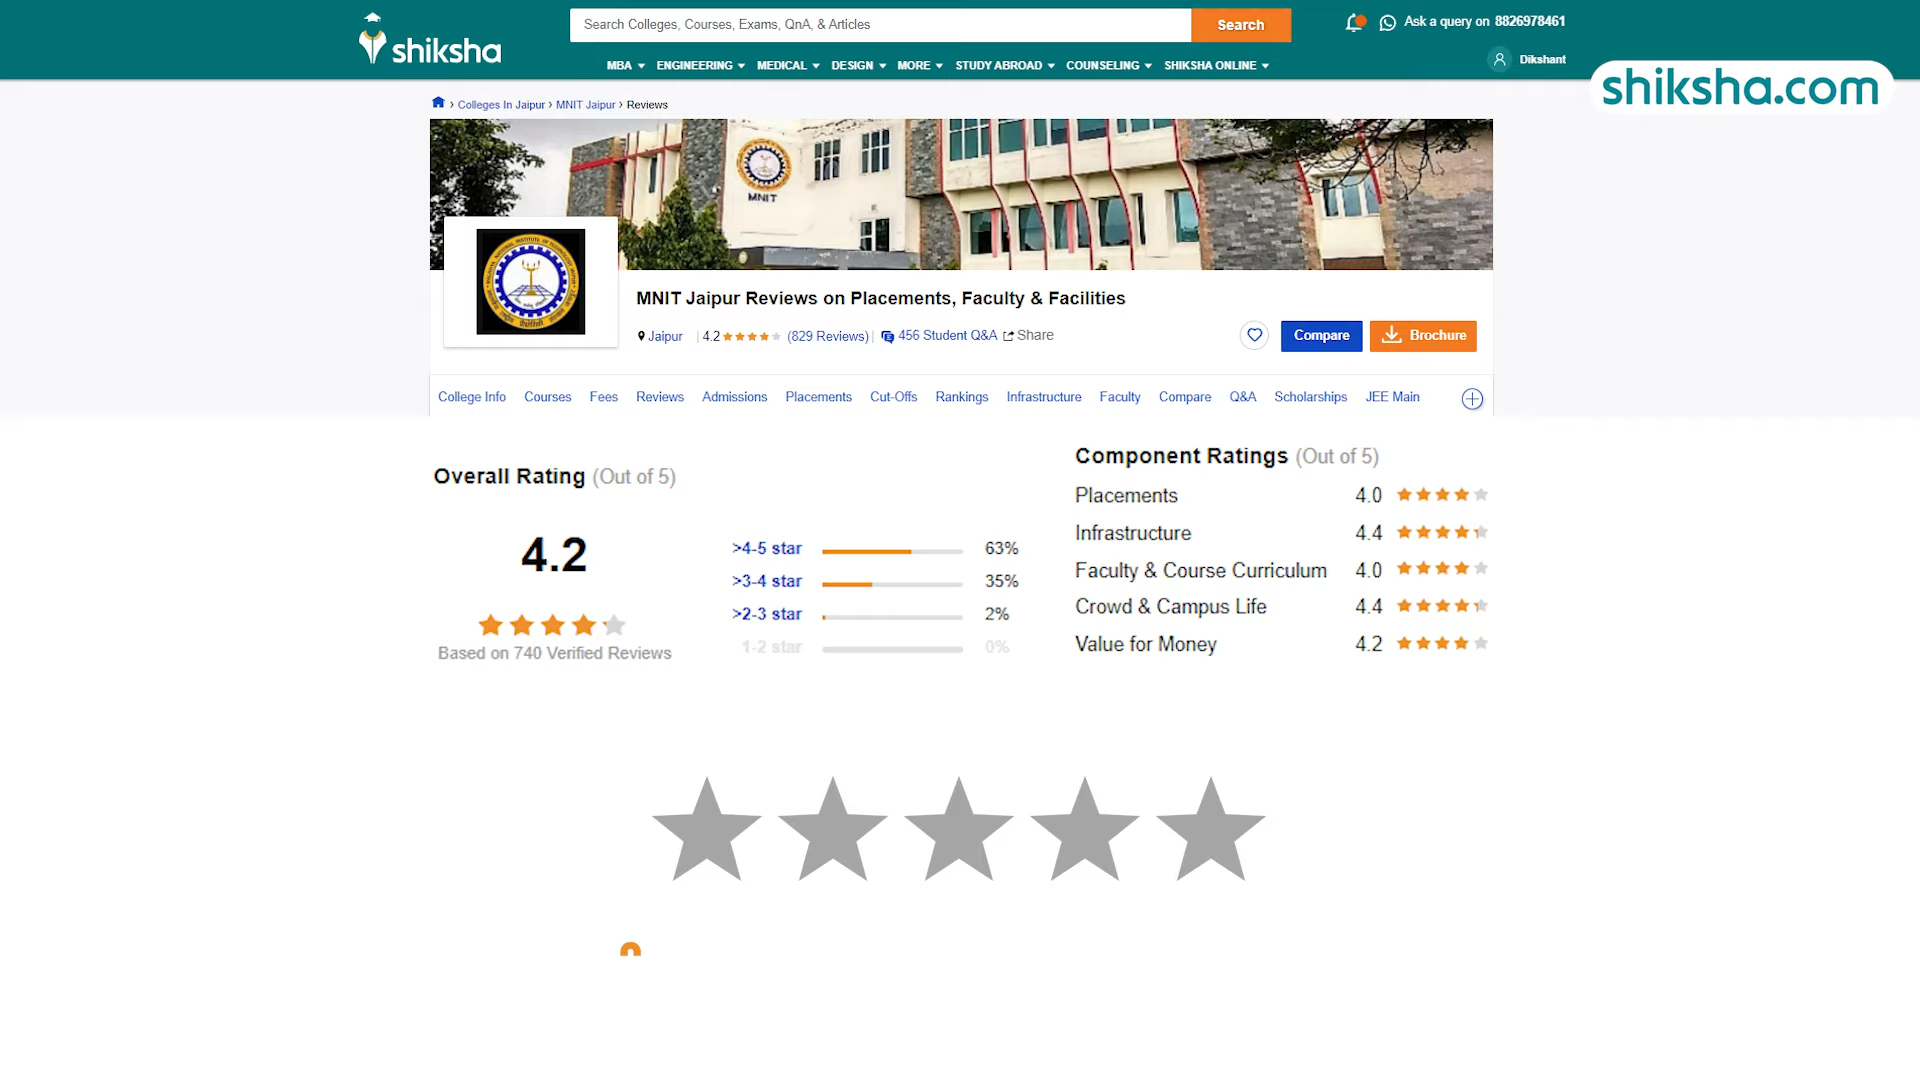 shiksha
Search Colleges, Courses, Exams, QnA, & Articles
Search
Ask a query on 8826978461
MBA ENGINEERING MEDICAL DESIGN MORE STUDY ABROAD COUNSELING SHIKSHA ONLINE
Dikshant
shiksha.com
› Colleges In Jaipur › MNIT Jaipur › Reviews
MNIT
MNIT Jaipur Reviews on Placements, Faculty & Facilities
Jaipur | 4.2 (829 Reviews) | 456 Student Q&A Share
Compare
Brochure
College Info Courses Fees Reviews Admissions Placements Cut-Offs Rankings Infrastructure Faculty Compare Q&A Scholarships JEE Main
Overall Rating (Out of 5)
4.2
Based on 740 Verified Reviews
>4-5 star 63%
>3-4 star 35%
>2-3 star 2%
1-2 star 0%
Component Ratings (Out of 5)
Placements 4.0
Infrastructure 4.4
Faculty & Course Curriculum 4.0
Crowd & Campus Life 4.4
Value for Money 4.2